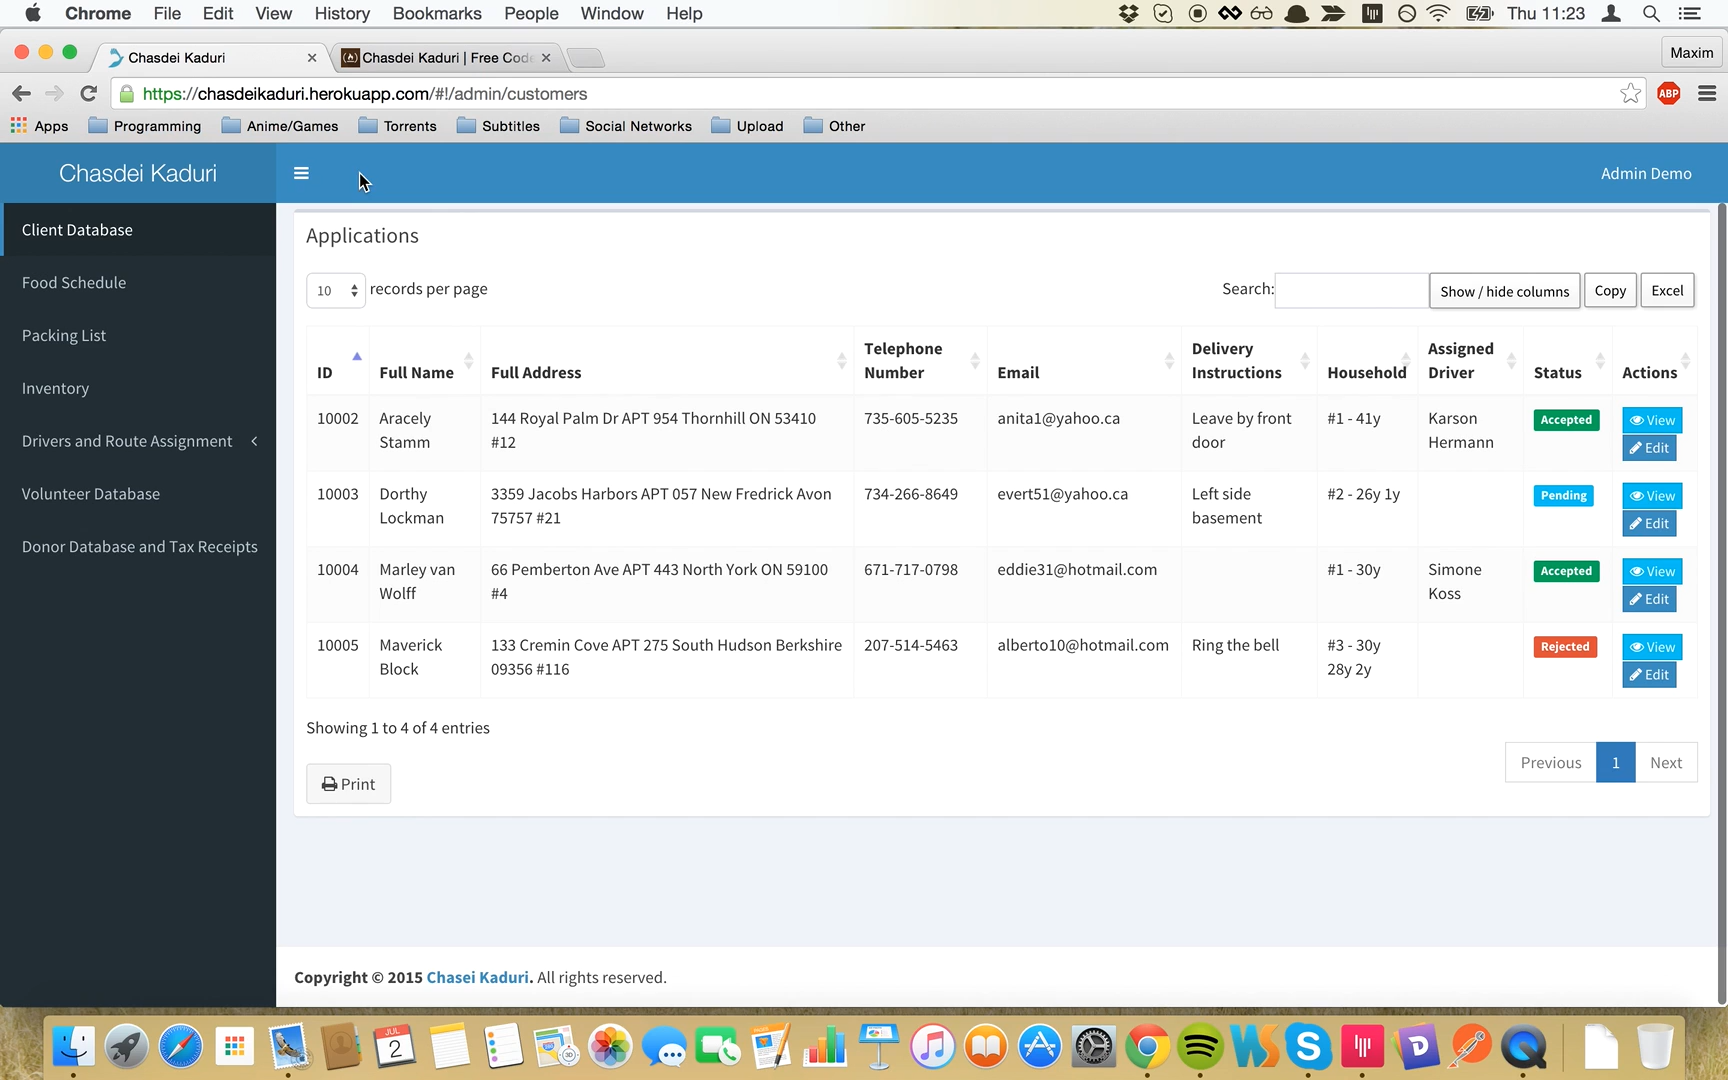 Chrome File Edit View History Bookmarks People Window Help Thu 11:23
Chasdei Kaduri Chasdei Kaduri | Free Cod Maxim
https://chasdeikaduri.herokuapp.com/#!/admin/customers ABP
Apps Programming Anime/Games Torrents Subtitles Social Networks Upload Other
Chasdei Kaduri Admin Demo
Client Database
Food Schedule
Packing List
Inventory
Drivers and Route Assignment
Volunteer Database
Donor Database and Tax Receipts
Applications
10 records per page Search: Show / hide columns Copy Excel
Telephone Delivery Assigned
ID Full Name Full Address Number Email Instructions Household Driver Status Actions
10002 Aracely 144 Royal Palm Dr APT 954 Thornhill ON 53410 735-605-5235 anita1@yahoo.ca Leave by front #1 - 41y Karson Accepted View
Stamm #12 door Hermann Edit
10003 Dorthy 3359 Jacobs Harbors APT 057 New Fredrick Avon 734-266-8649 evert51@yahoo.ca Left side #2 - 26y 1y Pending View
Lockman 75757 #21 basement Edit
10004 Marley van 66 Pemberton Ave APT 443 North York ON 59100 671-717-0798 eddie31@hotmail.com #1 - 30y Simone Accepted View
Wolff #4 Koss Edit
10005 Maverick 133 Cremin Cove APT 275 South Hudson Berkshire 207-514-5463 alberto10@hotmail.com Ring the bell #3 - 30y Rejected View
Block 09356 #116 28y 2y Edit
Showing 1 to 4 of 4 entries
Previous 1 Next
Print
Copyright © 2015 Chasei Kaduri. All rights reserved.
JUL
2